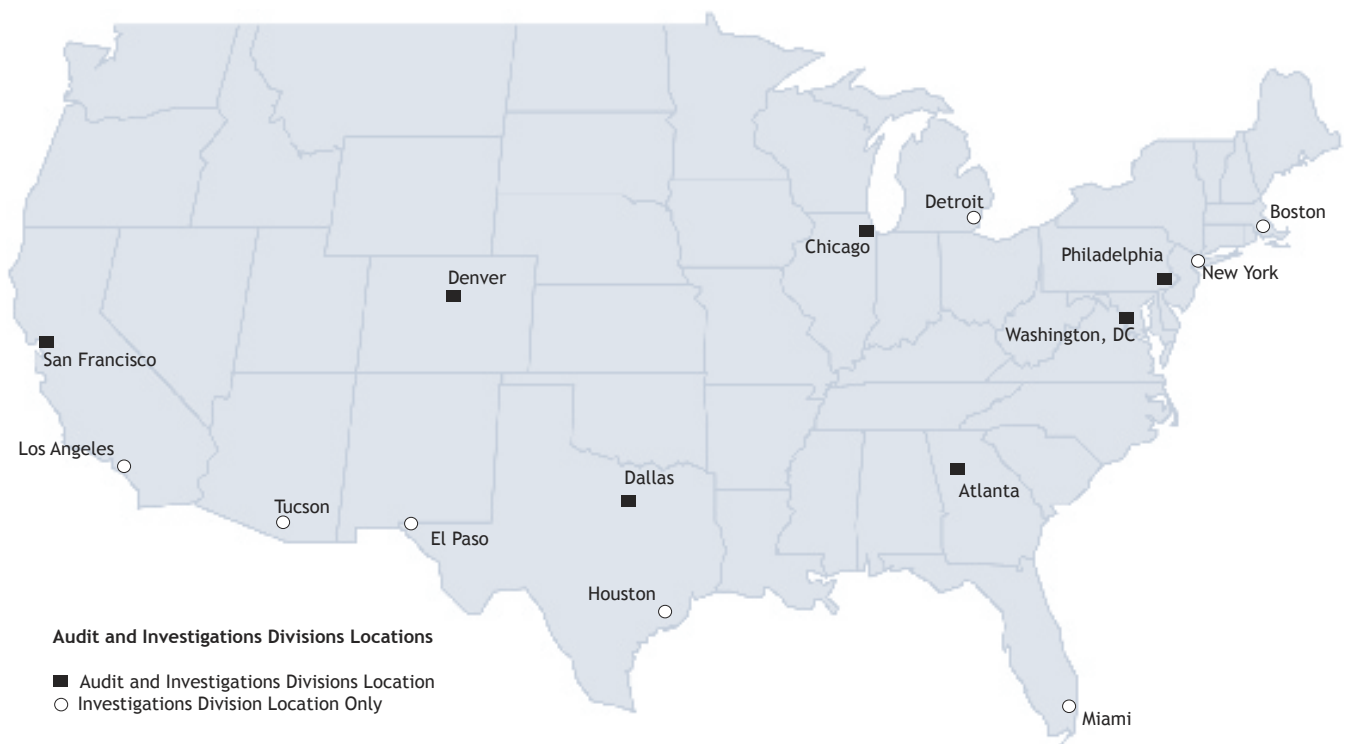 Detroit
Boston
Chicago
Philadelphia
New York
Denver
Washington, DC
San Francisco
Los Angeles
Dallas
Atlanta
Tucson
El Paso
Houston
Audit and Investigations Divisions Locations
Audit and Investigations Divisions Location
Investigations Division Location Only
Miami